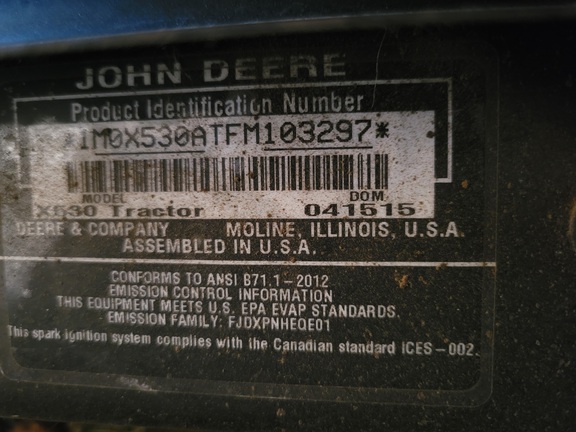 JOHN DEERE
Product Identification Number
*1M0X530ATFM103297*
MODEL DOM
X530 Tractor 041515
DEERE & COMPANY MOLINE, ILLINOIS, U.S.A.
ASSEMBLED IN U.S.A.
CONFORMS TO ANSI B71.1-2012
EMISSION CONTROL INFORMATION
THIS EQUIPMENT MEETS U.S. EPA EVAP STANDARDS.
EMISSION FAMILY: FJDXPNHEQE01
This spark ignition system complies with the Canadian standard ICES-002.